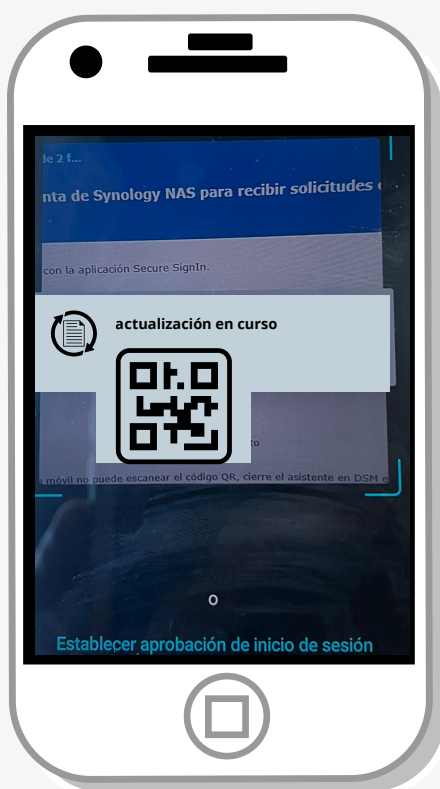 de 2 f...
nta de Synology NAS para recibir solicitudes
con la aplicación Secure SignIn.
actualización en curso
to
móvil no puede escanear el código QR, cierre el asistente en DSM e
O
Establecer aprobación de inicio de sesión